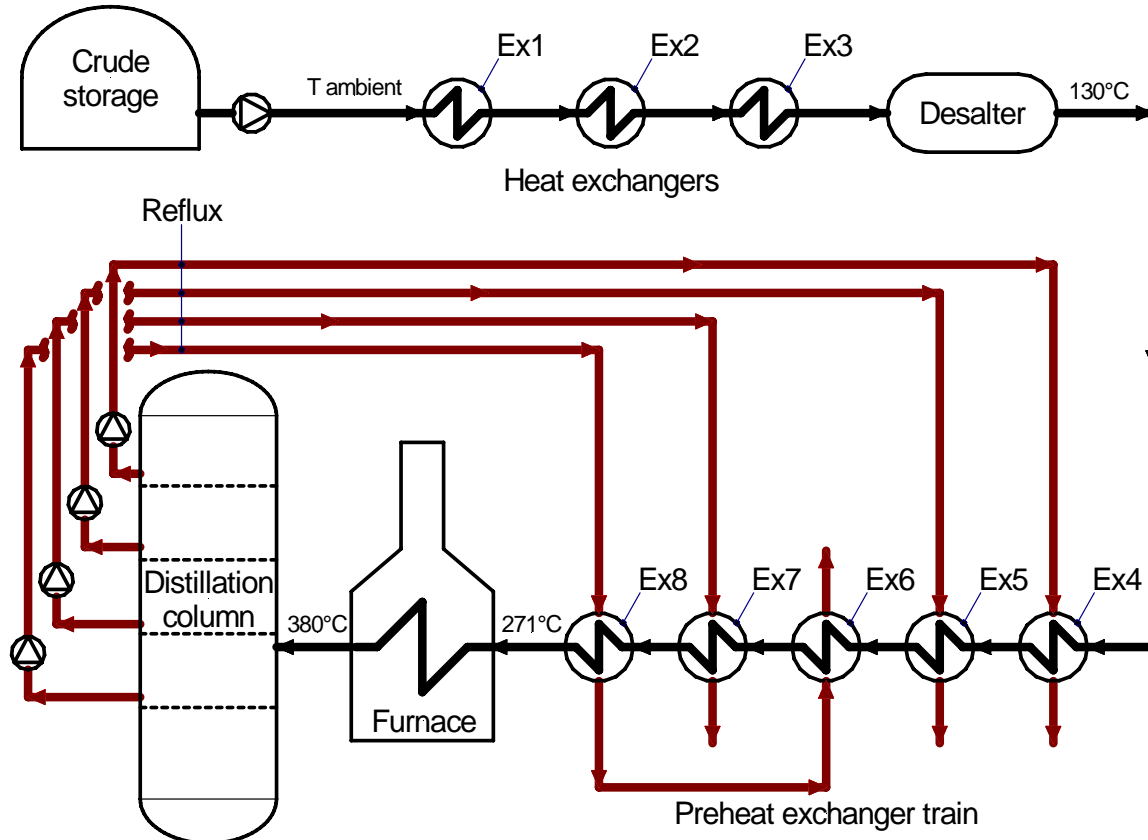 Ex1
Ex2
Ex3
Crude
storage
T ambient
Desalter
130°C
Heat exchangers
Reflux
Distillation
column
380°C
Furnace
271°C
Ex8
Ex7
Ex6
Ex5
Ex4
Preheat exchanger train